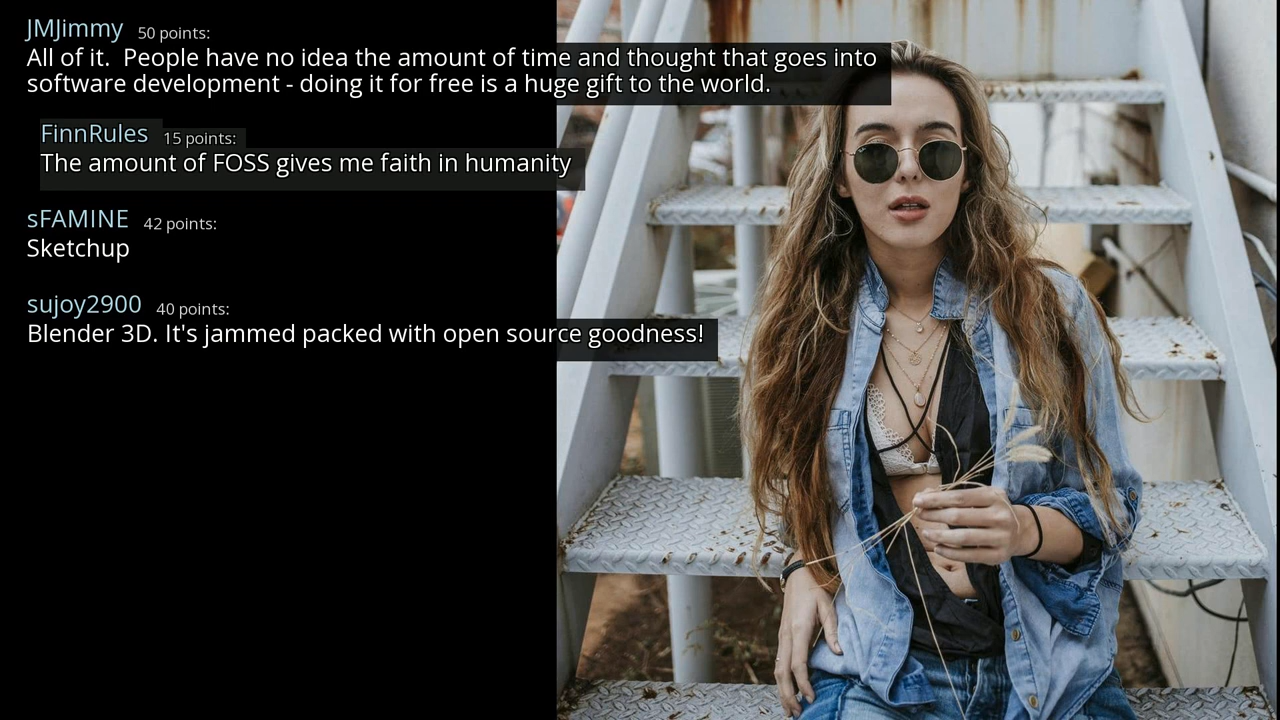 JMJimmy 50 points:
All of it.  People have no idea the amount of time and thought that goes into
software development - doing it for free is a huge gift to the world.
FinnRules 15 points:
The amount of FOSS gives me faith in humanity
sFAMINE 42 points:
Sketchup
sujoy2900 40 points:
Blender 3D. It's jammed packed with open source goodness!